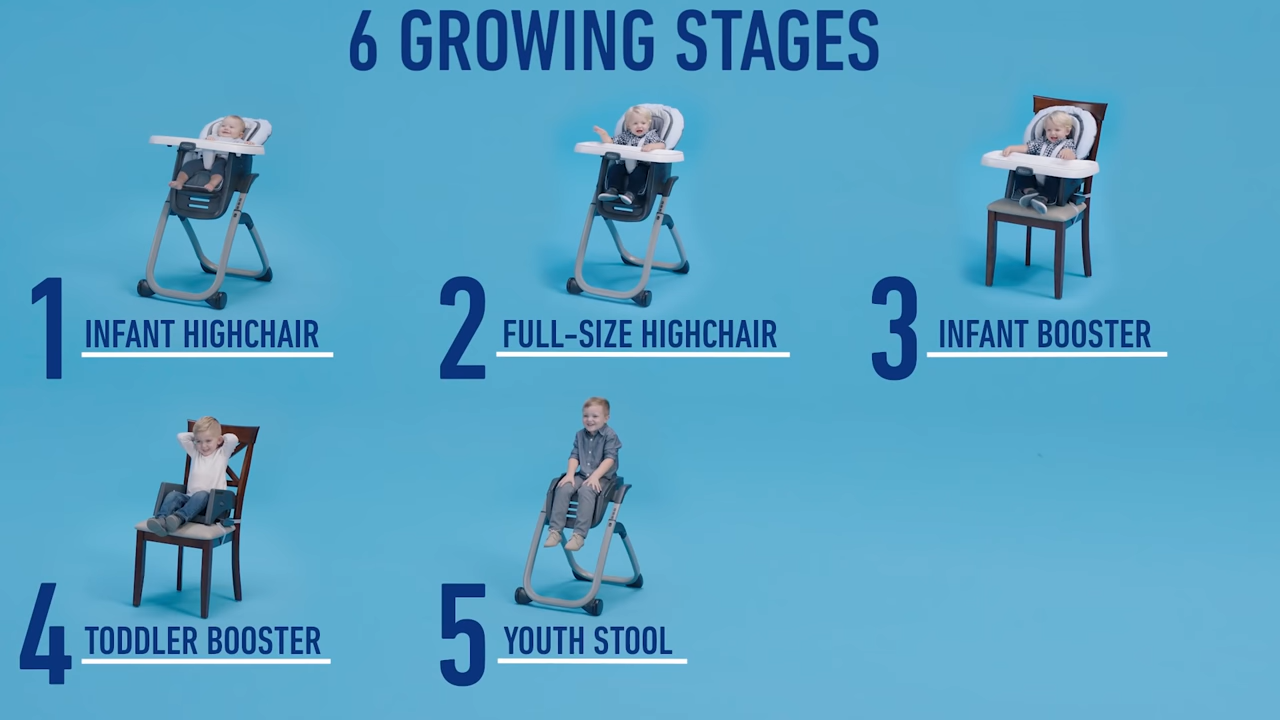 6 GROWING STAGES
1 INFANT HIGHCHAIR
2 FULL-SIZE HIGHCHAIR
3 INFANT BOOSTER
4 TODDLER BOOSTER
5 YOUTH STOOL